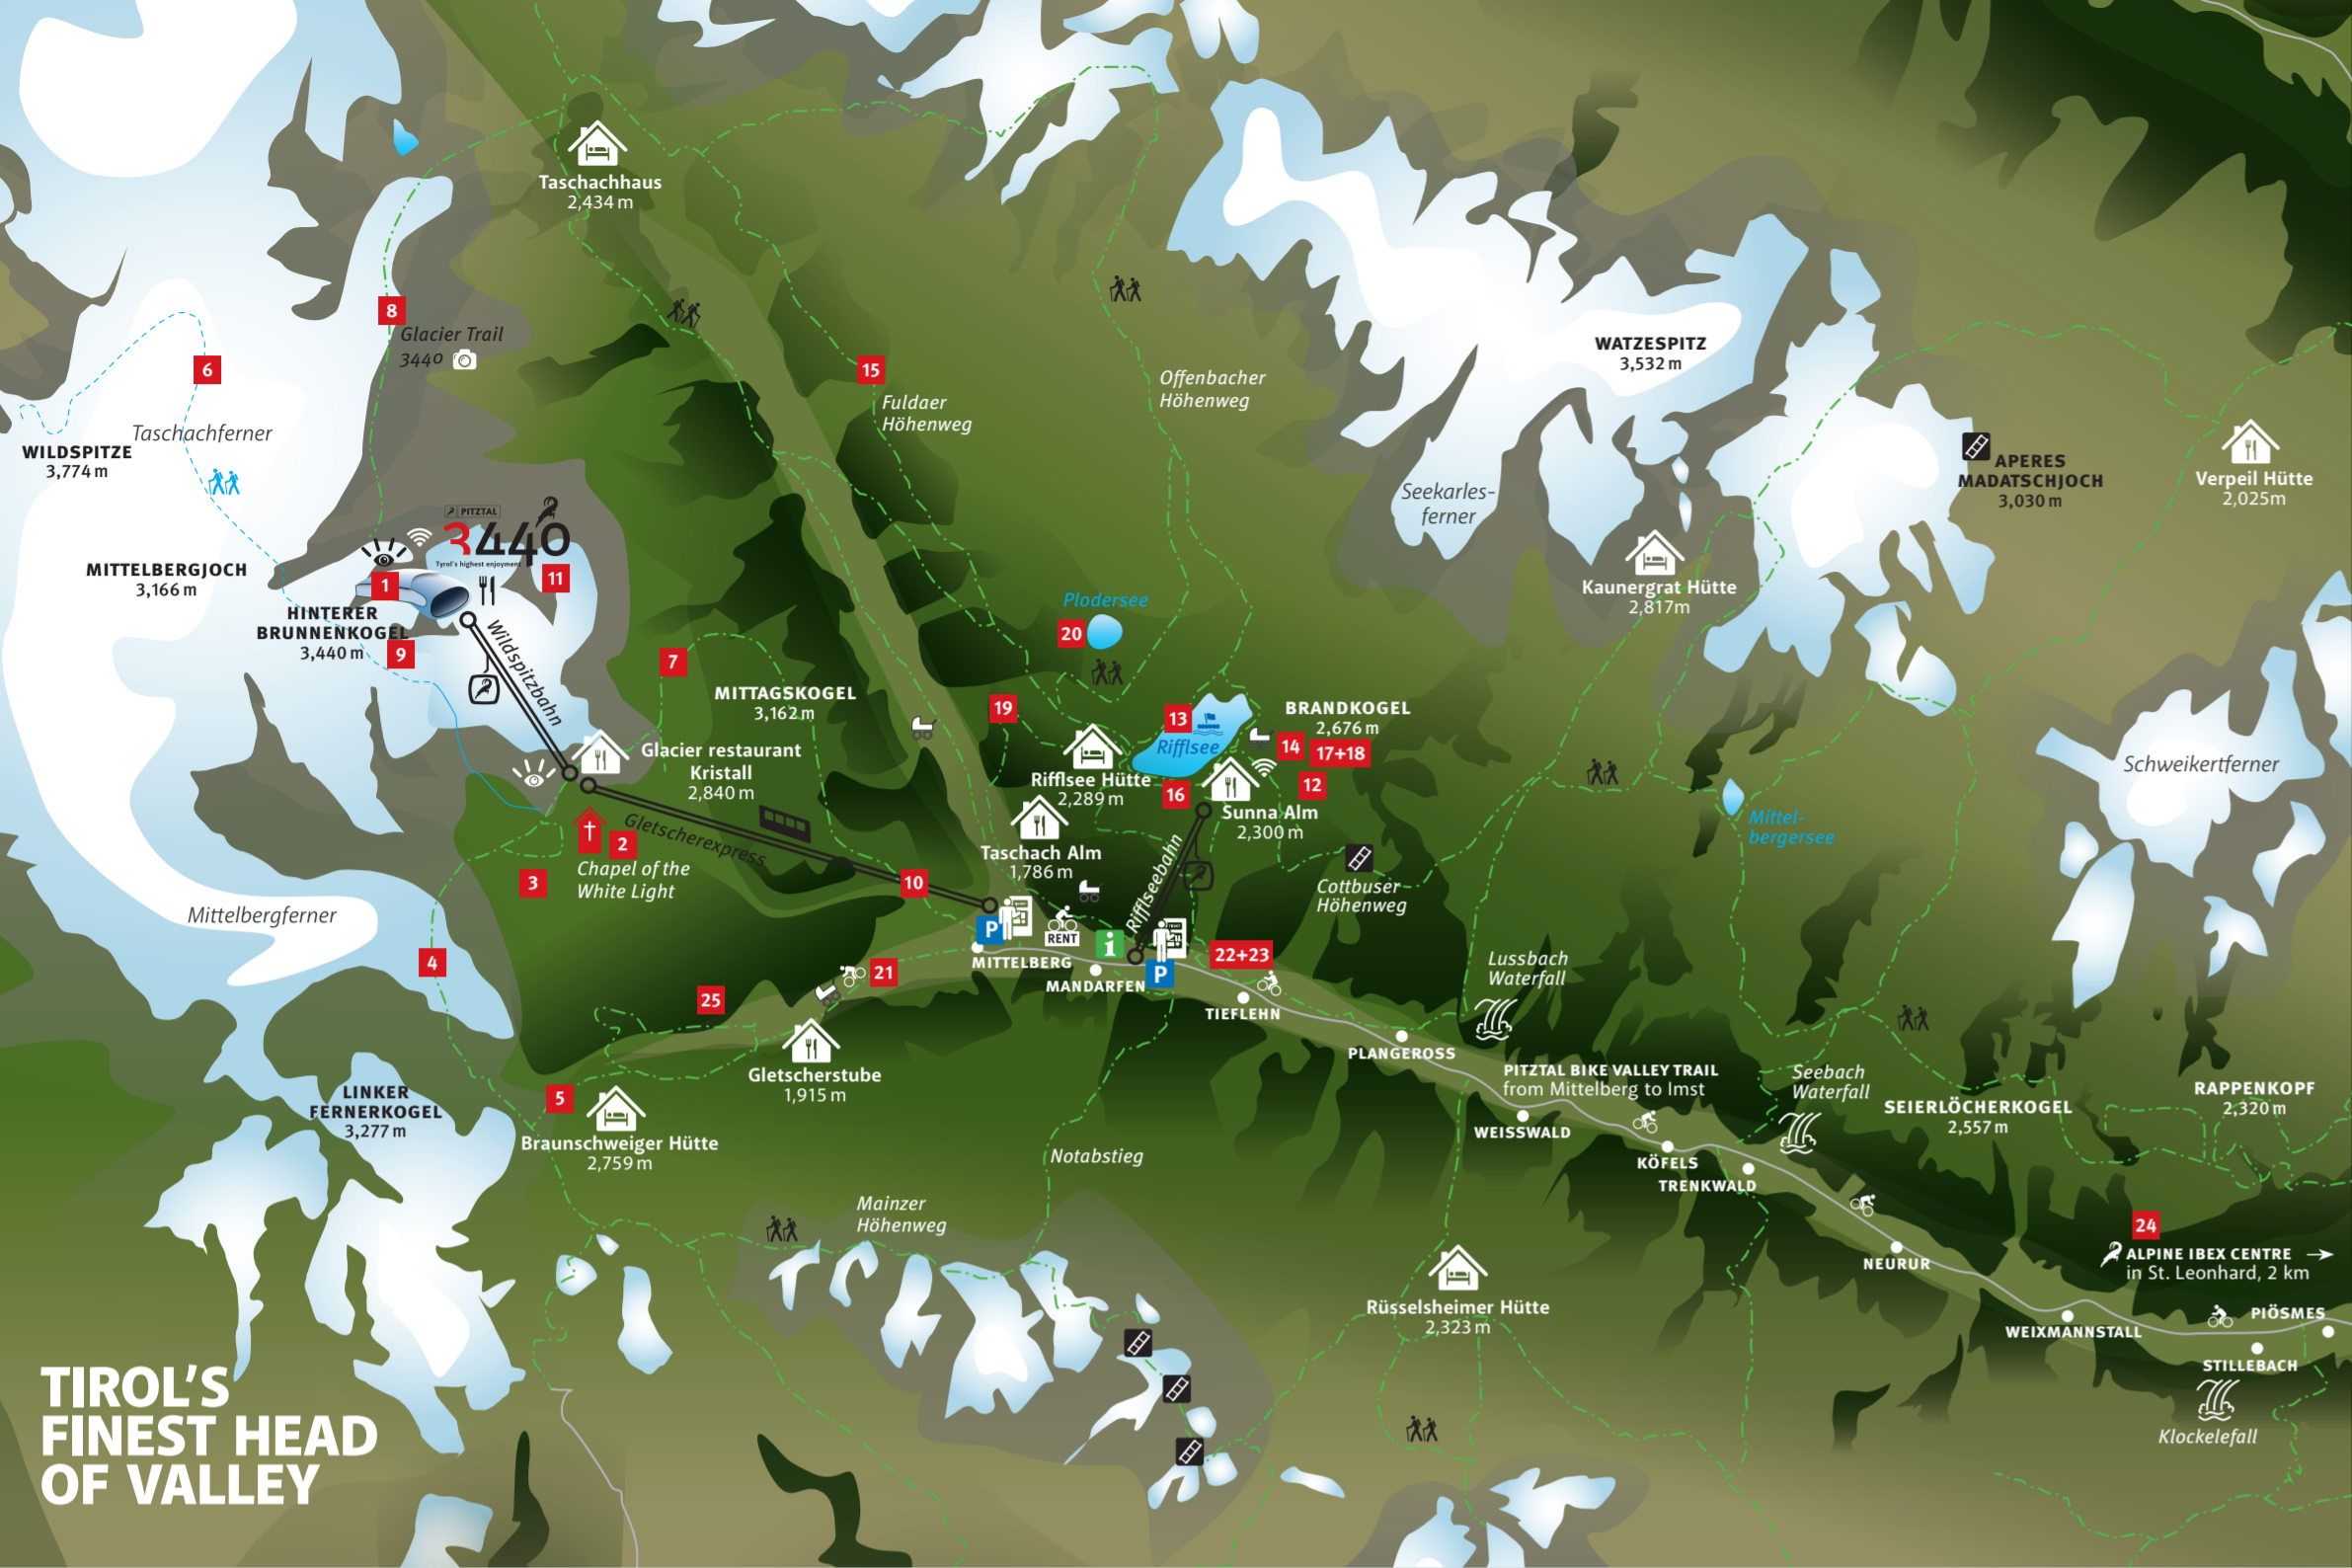 Taschachhaus
2,434 m
8
Glacier Trail
3440
6
Taschachferner
WILDSPITZE
3,774 m
15
Fuldaer
Höhenweg
Offenbacher
Höhenweg
WATZESPITZ
3,532 m
Seekarles-
ferner
APERES
MADATSCHJOCH
3,030 m
Verpeil Hütte
2,025m
Kaunergrat Hütte
2,817m
PITZTAL
3440
Tyrol's highest enjoyment
11
1
MITTELBERGJOCH
3,166 m
HINTERER
BRUNNENKOGEL
3,440 m
9
Wildspitzbahn
7
MITTAGSKOGEL
3,162 m
Plodersee
20
19
13
Rifflsee
BRANDKOGEL
2,676 m
14
17+18
12
16
Rifflsee Hütte
2,289 m
Sunna Alm
2,300 m
Glacier restaurant
Kristall
2,840 m
Gletscherexpress
2
Chapel of the
White Light
3
10
Taschach Alm
1,786 m
Rifflseebahn
Cottbuser
Höhenweg
Mittel-
bergersee
Schweikertferner
Mittelbergferner
4
P
RENT
i
P
MITTELBERG
MANDARFEN
22+23
TIEFLEHN
21
25
Gletscherstube
1,915 m
PLANGEROSS
Lussbach
Waterfall
PITZTAL BIKE VALLEY TRAIL
from Mittelberg to Imst
WEISSWALD
KÖFELS
TRENKWALD
Seebach
Waterfall
SEIERLÖCHERKOGEL
2,557 m
RAPPENKOPF
2,320 m
LINKER
FERNERKOGEL
3,277 m
5
Braunschweiger Hütte
2,759 m
Notabstieg
Mainzer
Höhenweg
NEURUR
24
ALPINE IBEX CENTRE
in St. Leonhard, 2 km
Rüsselsheimer Hütte
2,323 m
WEIXMANNSTALL
PIÖSMES
STILLEBACH
Klockelefall
TIROL'S
FINEST HEAD
OF VALLEY